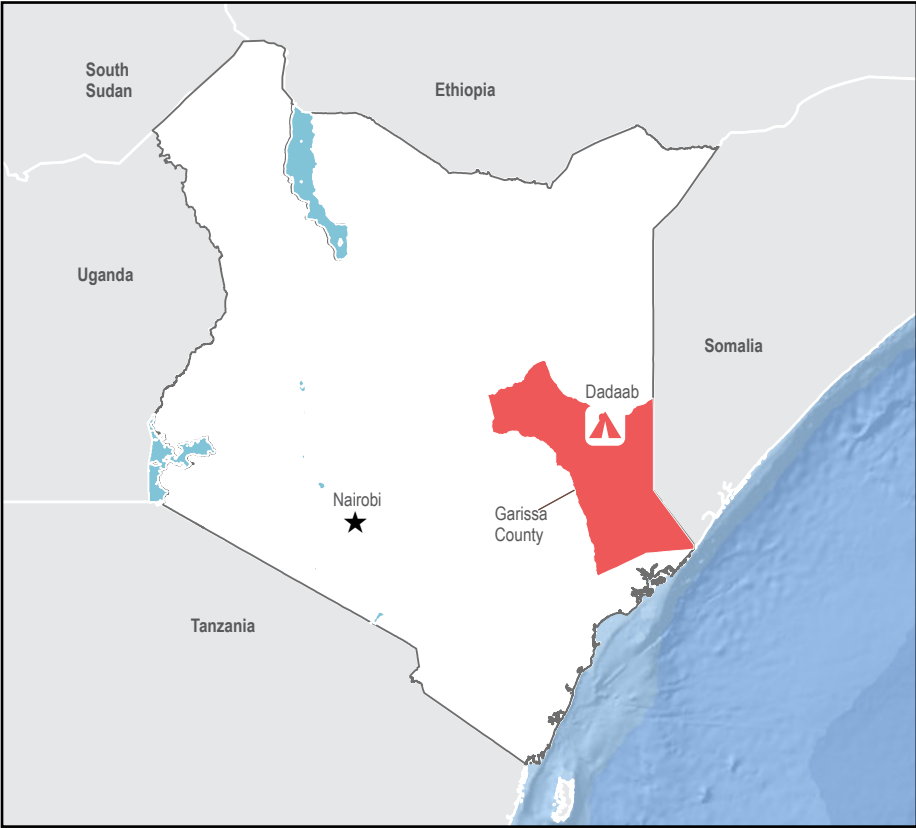 South
Sudan
Ethiopia
Uganda
Somalia
Dadaab
Nairobi
Garissa
County
Tanzania